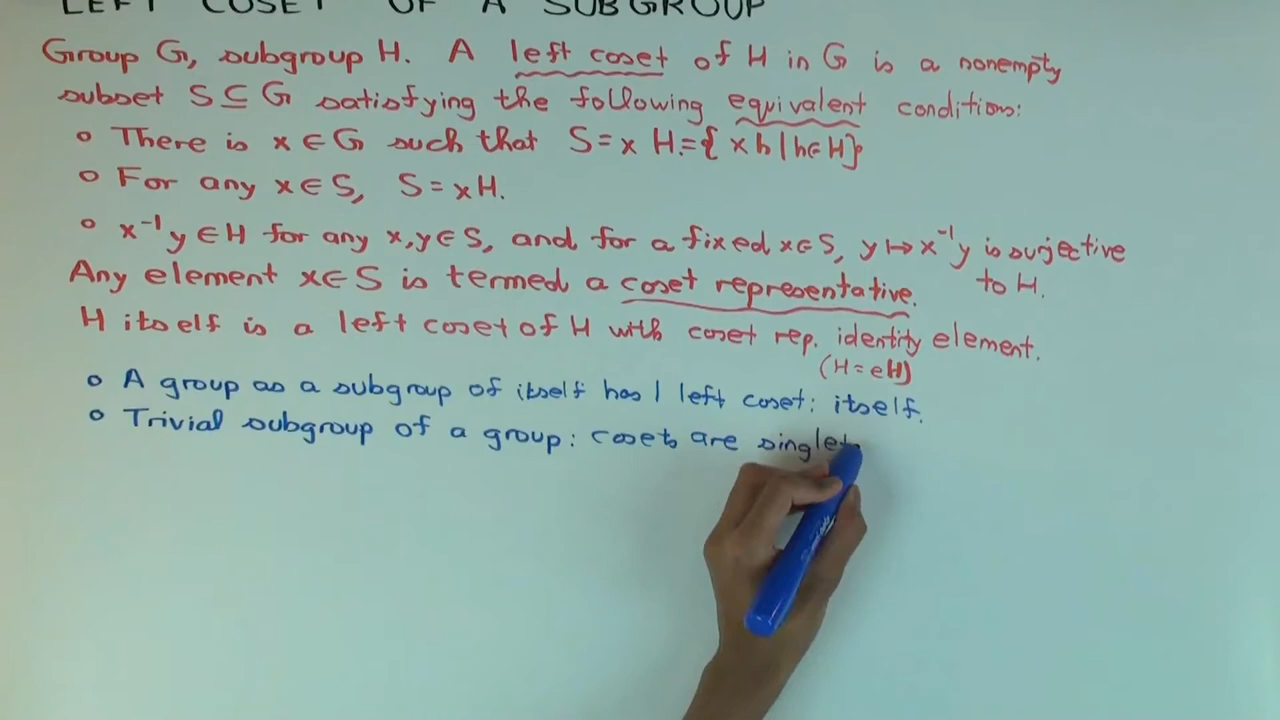 LEFT COSET OF A SUBGROUP
Group G, subgroup H. A left coset of H in G is a nonempty
subset S ⊆ G satisfying the following equivalent conditions:
∘ There is x ∈ G such that S = x H := { xh | h ∈ H}
∘ For any x ∈ S, S = xH.
∘ x⁻¹y ∈ H for any x,y ∈ S, and for a fixed x ∈ S, y ↦ x⁻¹y is surjective
to H.
Any element x ∈ S is termed a coset representative.
H itself is a left coset of H with coset rep. identity element.
(H = eH)
∘ A group as a subgroup of itself has 1 left coset: itself.
∘ Trivial subgroup of a group: cosets are singlet